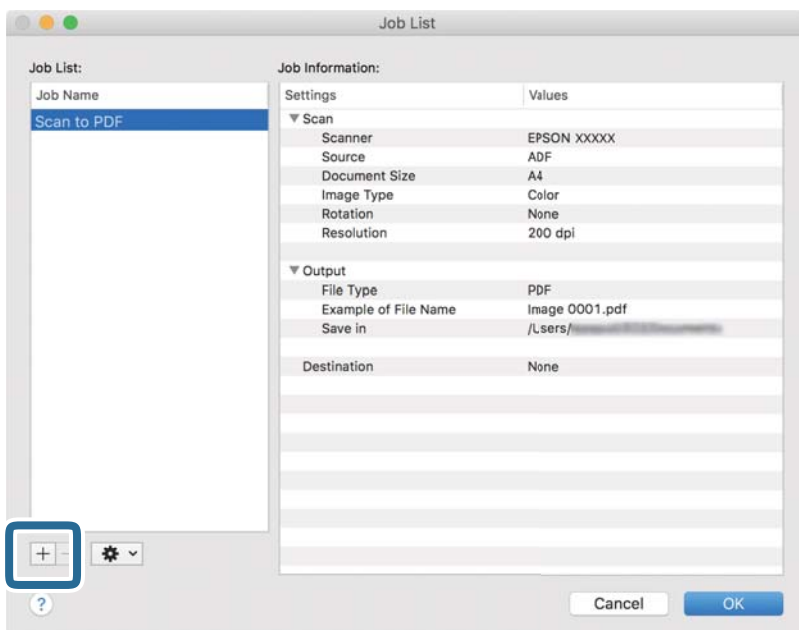 Job List
Job List:
Job Name
Scan to PDF
Job Information:
Settings Values
Scan
Scanner EPSON XXXXX
Source ADF
Document Size A4
Image Type Color
Rotation None
Resolution 200 dpi
Output
File Type PDF
Example of File Name Image 0001.pdf
Save in /Users/
Destination None
+ -
?
Cancel OK